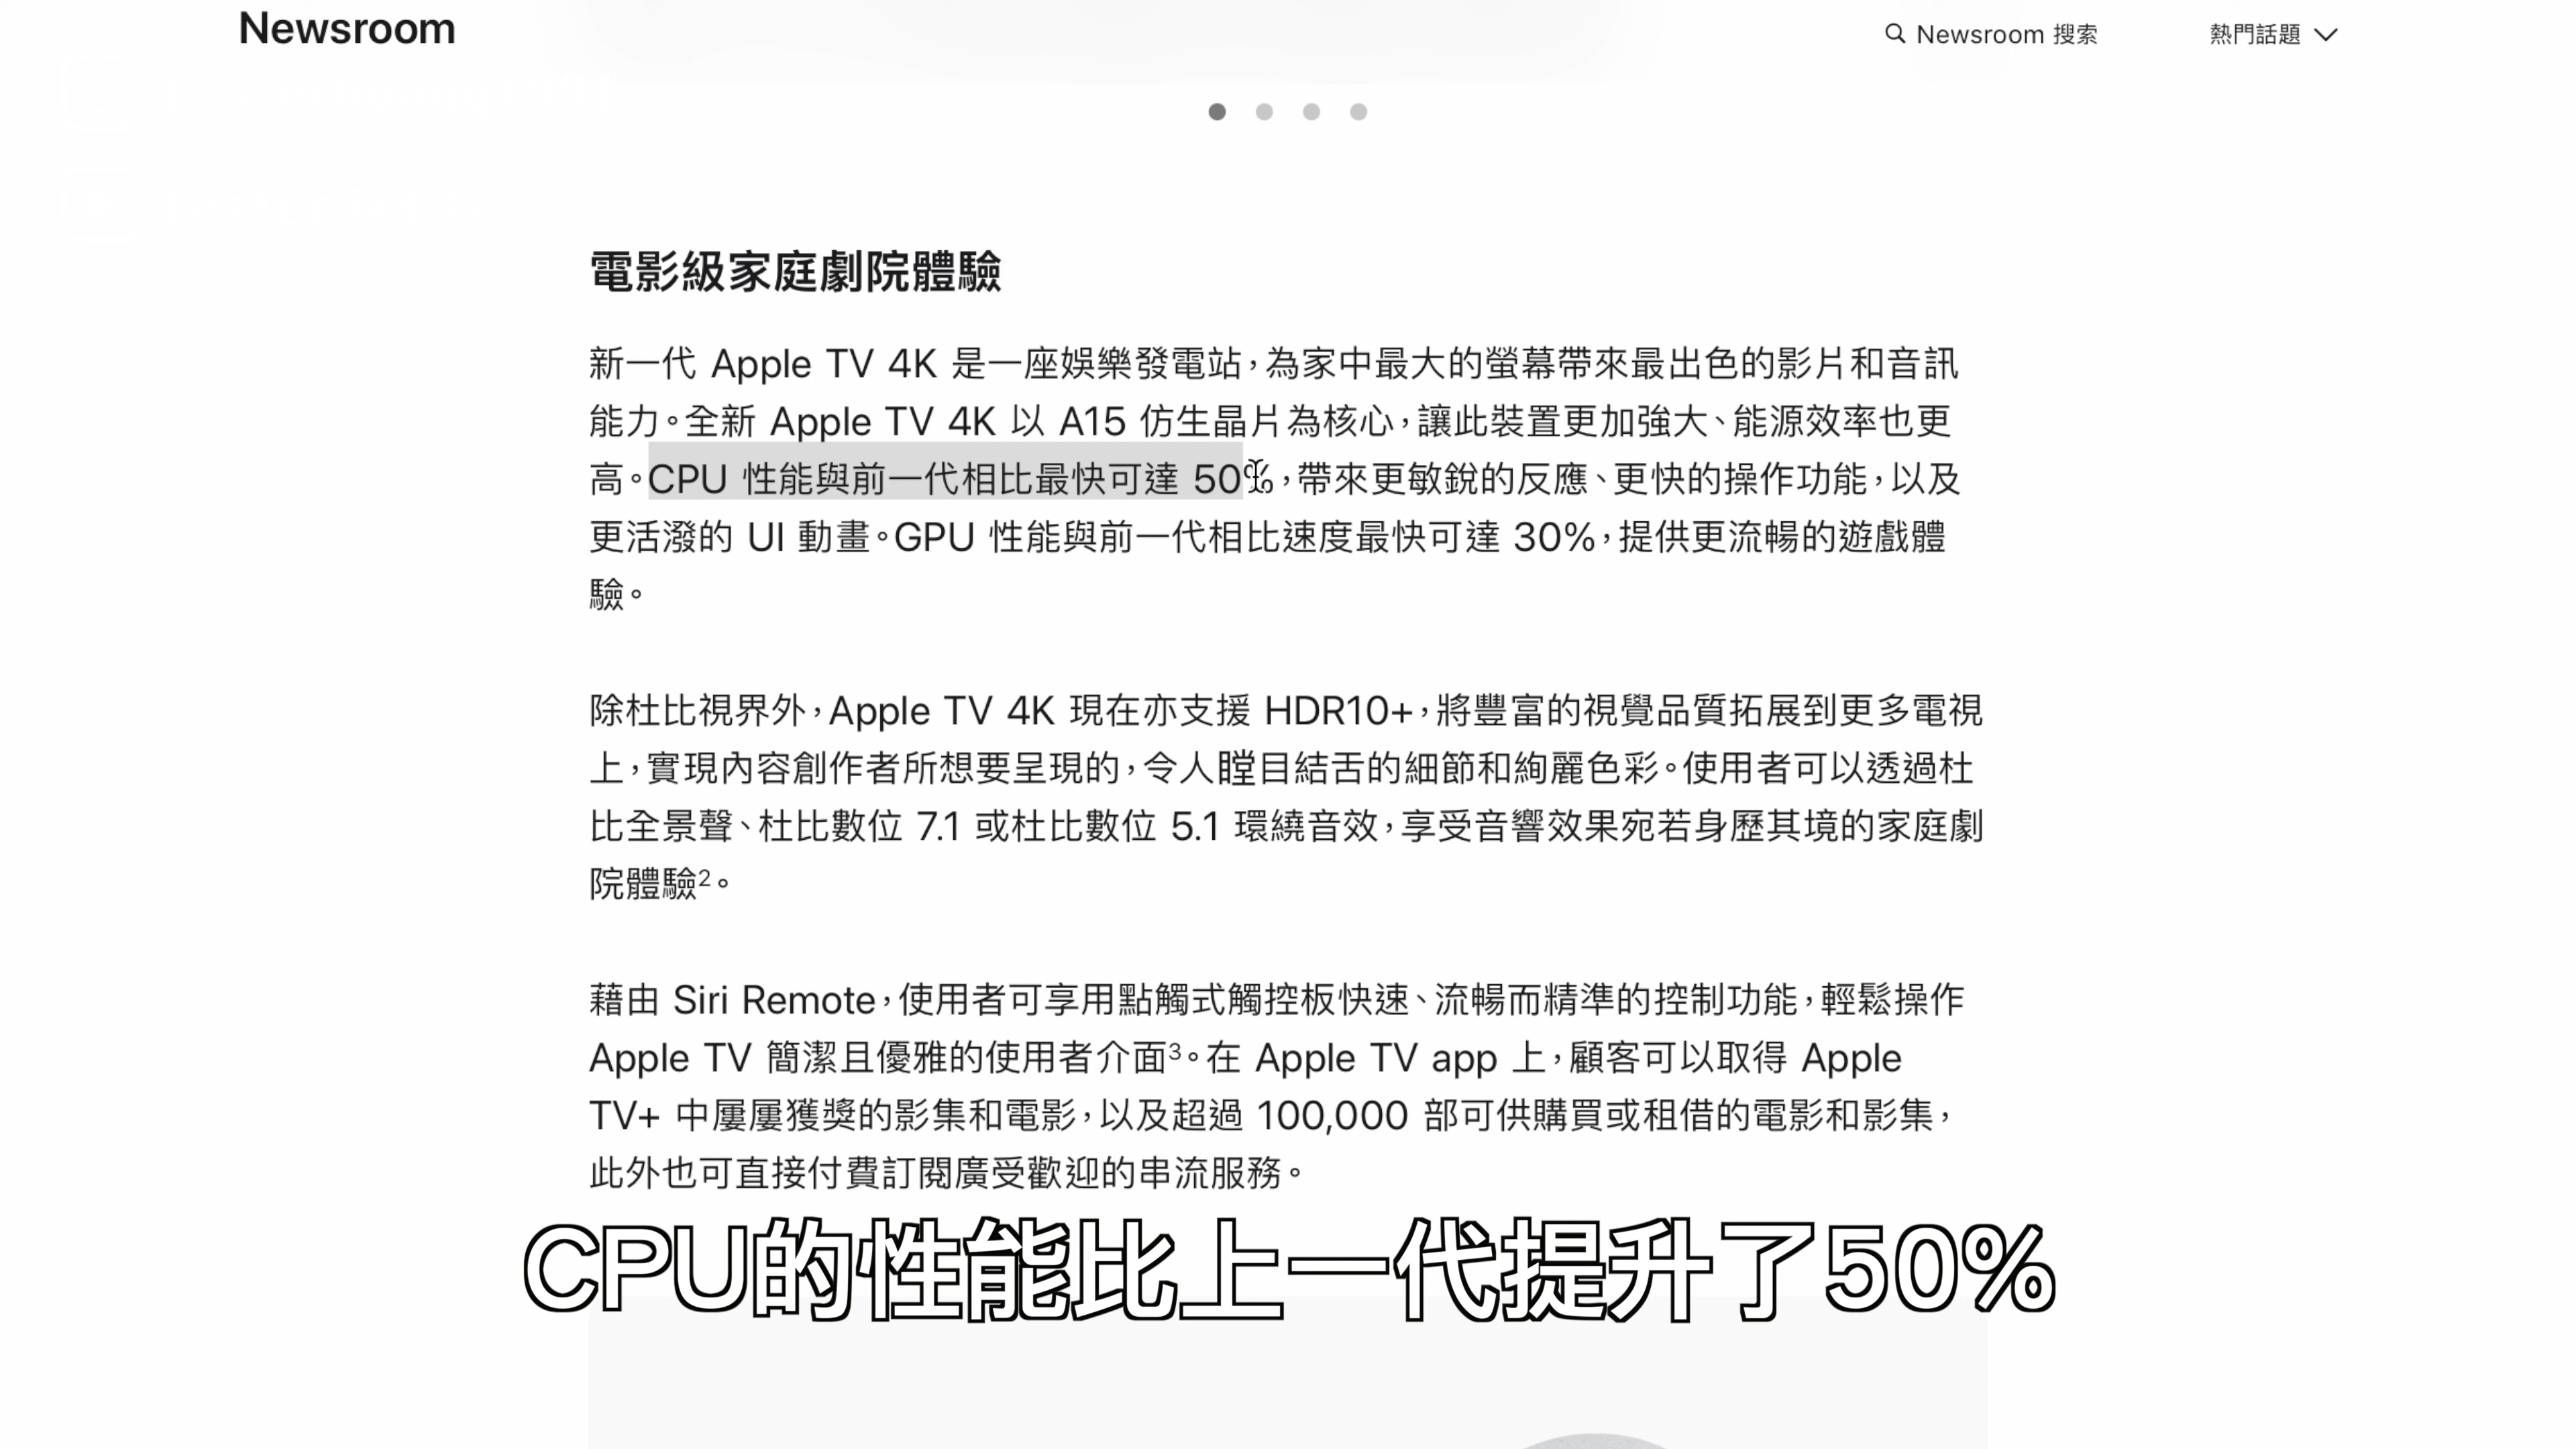 Newsroom
Newsroom 搜索
熱門話題
電影級家庭劇院體驗
新一代 Apple TV 4K 是一座娛樂發電站，為家中最大的螢幕帶來最出色的影片和音訊
能力。全新 Apple TV 4K 以 A15 仿生晶片為核心，讓此裝置更加強大、能源效率也更
高。CPU 性能與前一代相比最快可達 50%，帶來更敏銳的反應、更快的操作功能，以及
更活潑的 UI 動畫。GPU 性能與前一代相比速度最快可達 30%，提供更流暢的遊戲體
驗。
除杜比視界外，Apple TV 4K 現在亦支援 HDR10+，將豐富的視覺品質拓展到更多電視
上，實現內容創作者所想要呈現的，令人瞠目結舌的細節和絢麗色彩。使用者可以透過杜
比全景聲、杜比數位 7.1 或杜比數位 5.1 環繞音效，享受音響效果宛若身歷其境的家庭劇
院體驗²。
藉由 Siri Remote，使用者可享用點觸式觸控板快速、流暢而精準的控制功能，輕鬆操作
Apple TV 簡潔且優雅的使用者介面³。在 Apple TV app 上，顧客可以取得 Apple
TV+ 中屢屢獲獎的影集和電影，以及超過 100,000 部可供購買或租借的電影和影集，
此外也可直接付費訂閱廣受歡迎的串流服務。
CPU的性能比上一代提升了50%